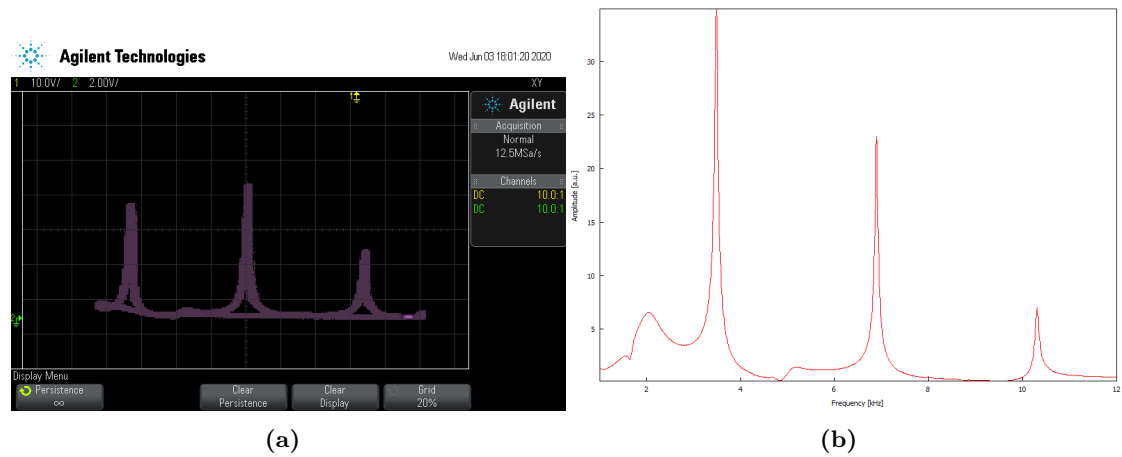 Agilent Technologies
Wed Jun 03 18:01:20 2020
1 10.0V/ 2 2.00V/ XY
Agilent
Acquisition
Normal
12.5MSa/s
Channels
DC 10.0:1
DC 10.0:1
Display Menu
Persistence
∞
Clear
Persistence
Clear
Display
Grid
20%
(a)
Amplitude [a.u.]
30
25
20
15
10
5
2 4 6 8 10 12
Frequency [kHz]
(b)